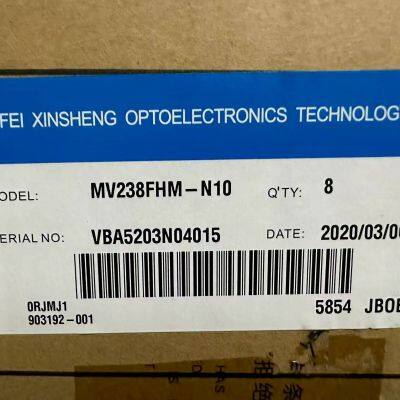 FEI XINSHENG OPTOELECTRONICS TECHNOLOG
ODEL: MV238FHM-N10 Q'TY: 8
ERIAL NO: VBA5203N04015 DATE: 2020/03/06
0RJMJ1 5854 JBOE
903192-001